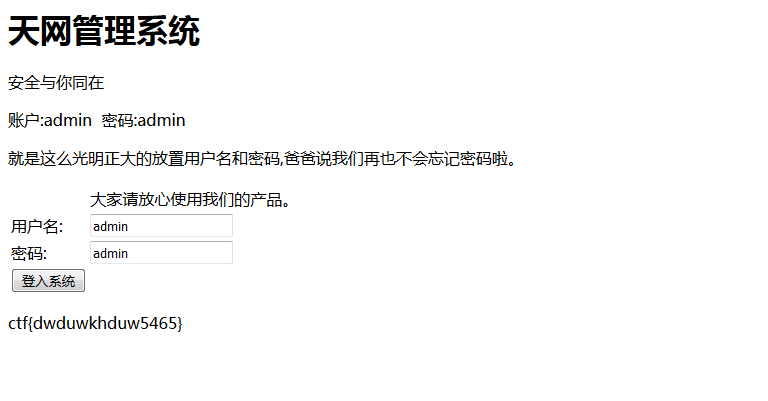 天网管理系统
安全与你同在
账户:admin 密码:admin
就是这么光明正大的放置用户名和密码,爸爸说我们再也不会忘记密码啦。
大家请放心使用我们的产品。
用户名: admin
密码: admin
登入系统
ctf{dwduwkhduw5465}